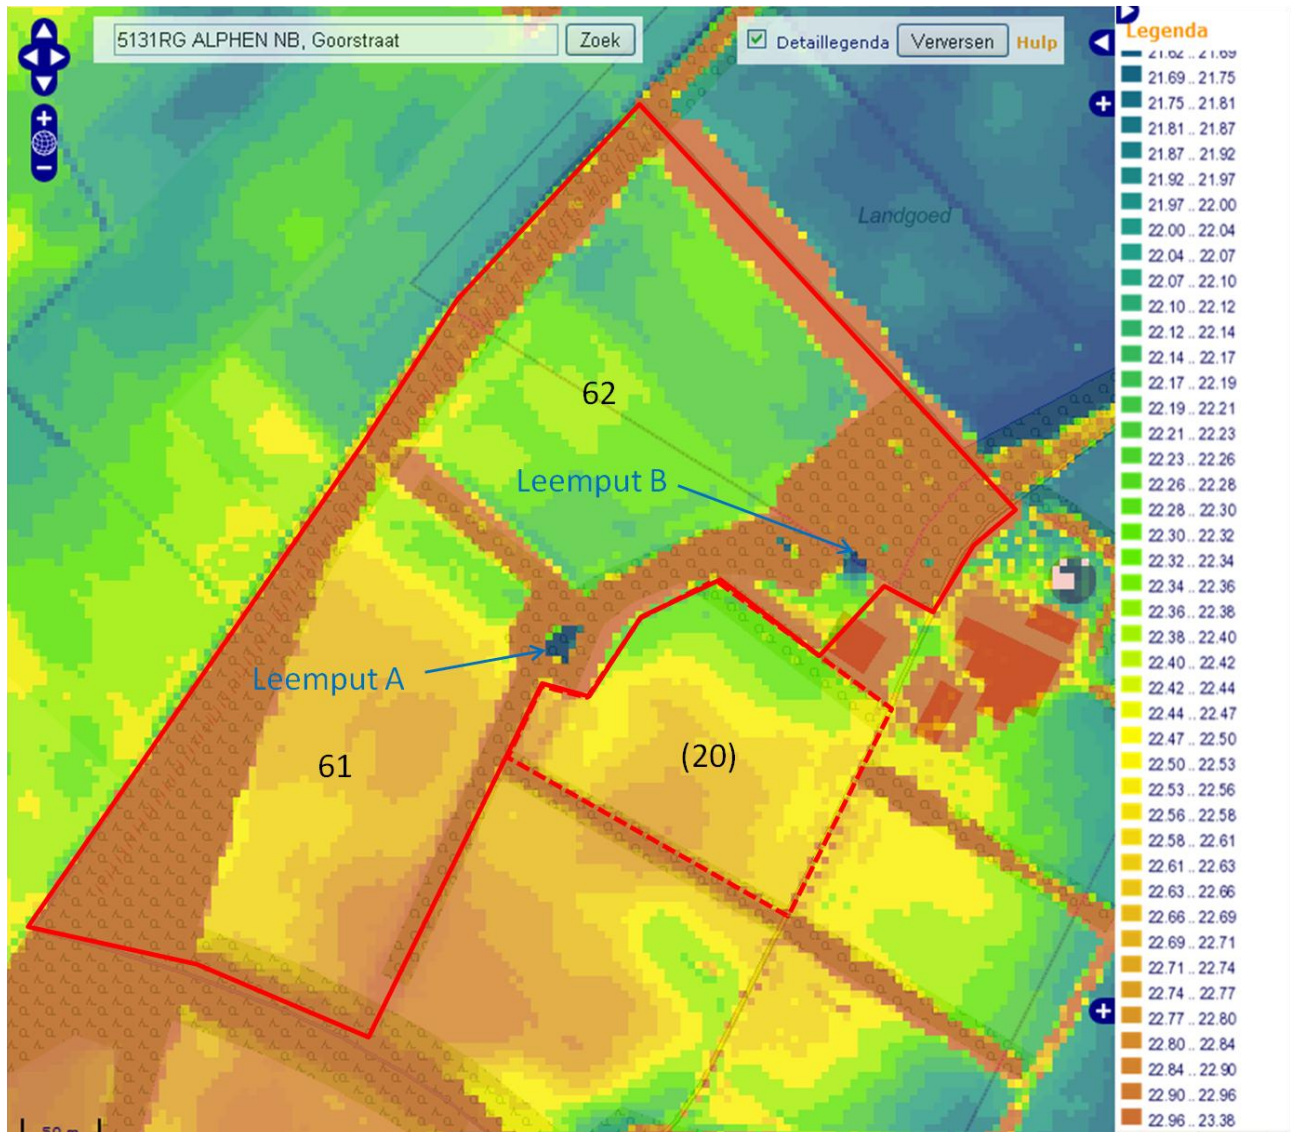 5131RG ALPHEN NB, Goorstraat
Zoek
Detaillegenda
Verversen
Hulp
Legenda
21.62 .. 21.69
21.69 .. 21.75
21.75 .. 21.81
21.81 .. 21.87
21.87 .. 21.92
21.92 .. 21.97
21.97 .. 22.00
22.00 .. 22.04
22.04 .. 22.07
22.07 .. 22.10
22.10 .. 22.12
22.12 .. 22.14
22.14 .. 22.17
22.17 .. 22.19
22.19 .. 22.21
22.21 .. 22.23
22.23 .. 22.26
22.26 .. 22.28
22.28 .. 22.30
22.30 .. 22.32
22.32 .. 22.34
22.34 .. 22.36
22.36 .. 22.38
22.38 .. 22.40
22.40 .. 22.42
22.42 .. 22.44
22.44 .. 22.47
22.47 .. 22.50
22.50 .. 22.53
22.53 .. 22.56
22.56 .. 22.58
22.58 .. 22.61
22.61 .. 22.63
22.63 .. 22.66
22.66 .. 22.69
22.69 .. 22.71
22.71 .. 22.74
22.74 .. 22.77
22.77 .. 22.80
22.80 .. 22.84
22.84 .. 22.90
22.90 .. 22.96
22.96 .. 23.38
Landgoed
62
Leemput B
Leemput A
61
(20)
50 m